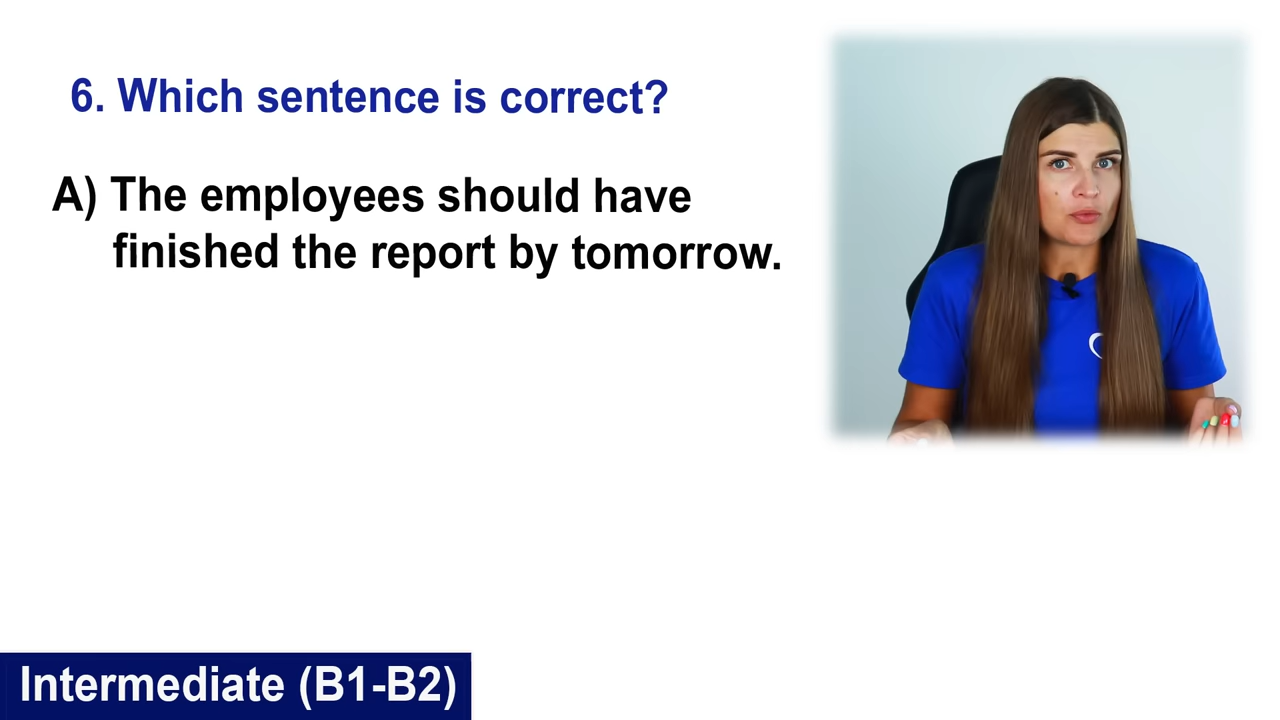 6. Which sentence is correct?
A) The employees should have
finished the report by tomorrow.
Intermediate (B1-B2)